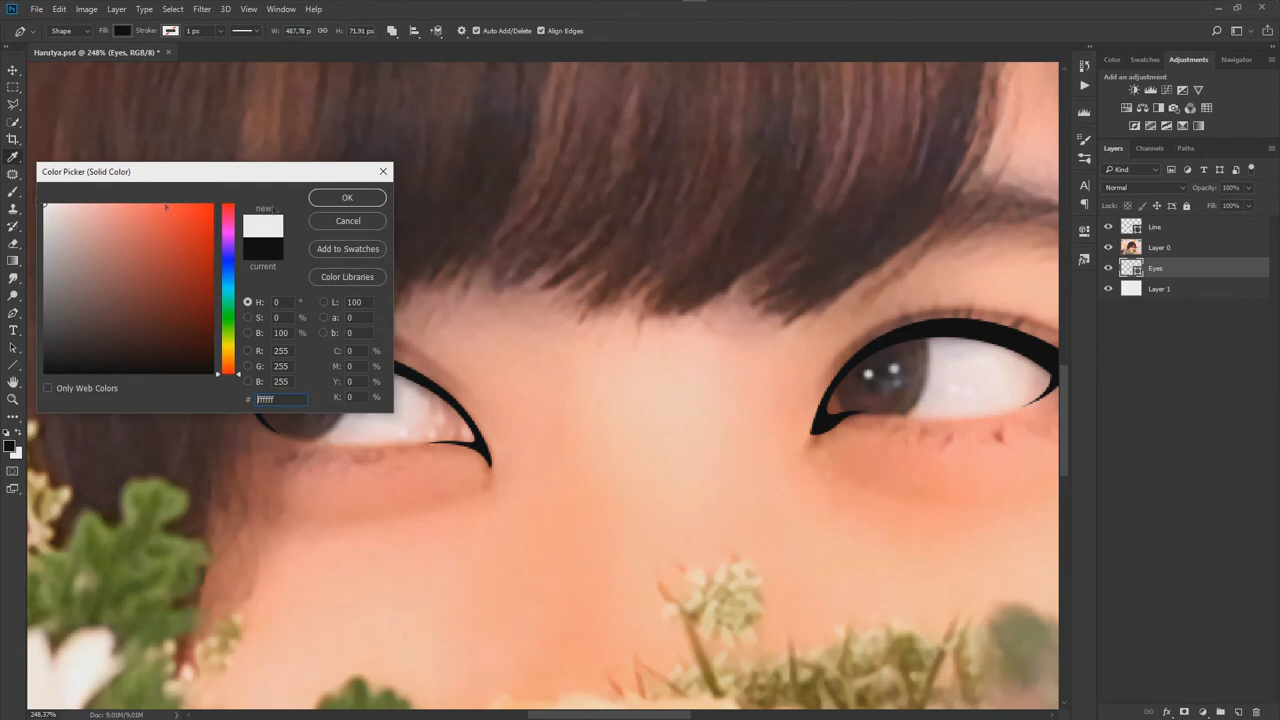 Ps File Edit Image Layer Type Select Filter 3D View Window Help
Shape Fill: Stroke: 1 px W: 487,78 p H: 71,91 px Auto Add/Delete Align Edges
Harutya.psd @ 248% (Eyes, RGB/8) * ×
Color Swatches Adjustments Navigator
Add an adjustment
Layers Channels Paths
Kind
Normal Opacity: 100%
Lock: Fill: 100%
Line
Layer 0
Eyes
Layer 1
Color Picker (Solid Color)
new
current
OK
Cancel
Add to Swatches
Color Libraries
H: 0 ° L: 100
S: 0 % a: 0
B: 100 % b: 0
R: 255 C: 0 %
G: 255 M: 0 %
B: 255 Y: 0 %
# ffffff K: 0 %
Only Web Colors
248,37% Doc: 9,01M/9,01M